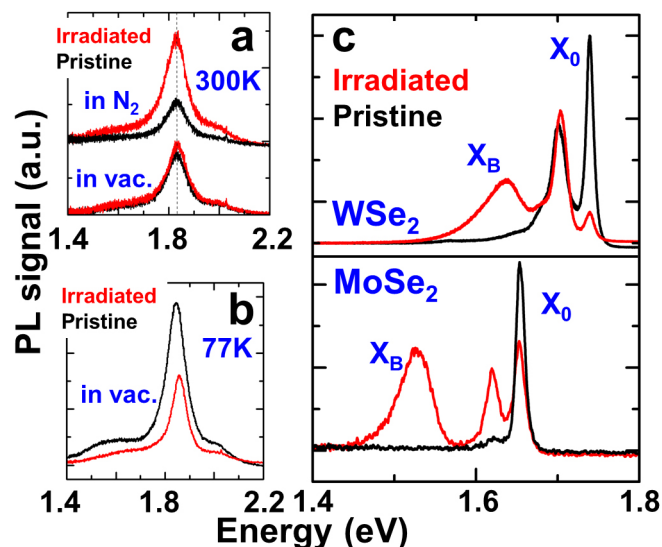 PL signal (a.u.)
a
Irradiated
Pristine
300K
in N₂
in vac.
1.4 1.8 2.2
b
Irradiated
Pristine
77K
in vac.
1.4 1.8 2.2
c
X₀
Irradiated
Pristine
X_B
WSe₂
MoSe₂
X₀
X_B
1.4 1.6 1.8
Energy (eV)